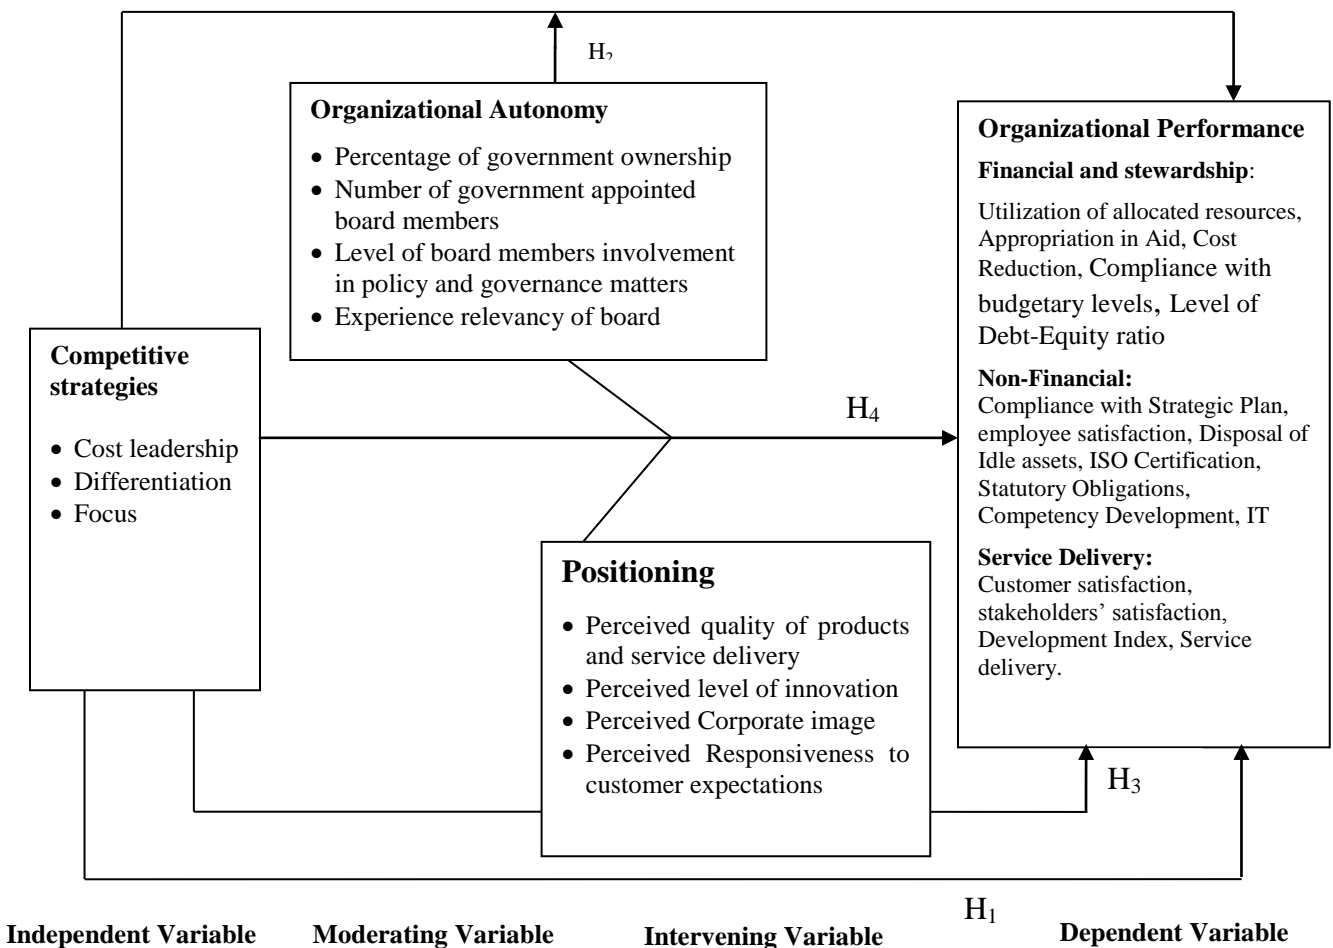 H₂
Organizational Autonomy
• Percentage of government ownership
• Number of government appointed
board members
• Level of board members involvement
in policy and governance matters
• Experience relevancy of board
Competitive
strategies
• Cost leadership
• Differentiation
• Focus
H₄
Positioning
• Perceived quality of products
and service delivery
• Perceived level of innovation
• Perceived Corporate image
• Perceived Responsiveness to
customer expectations
Organizational Performance
Financial and stewardship:
Utilization of allocated resources,
Appropriation in Aid, Cost
Reduction, Compliance with
budgetary levels, Level of
Debt-Equity ratio
Non-Financial:
Compliance with Strategic Plan,
employee satisfaction, Disposal of
Idle assets, ISO Certification,
Statutory Obligations,
Competency Development, IT
Service Delivery:
Customer satisfaction,
stakeholders’ satisfaction,
Development Index, Service
delivery.
H₃
H₁
Independent Variable
Moderating Variable
Intervening Variable
Dependent Variable